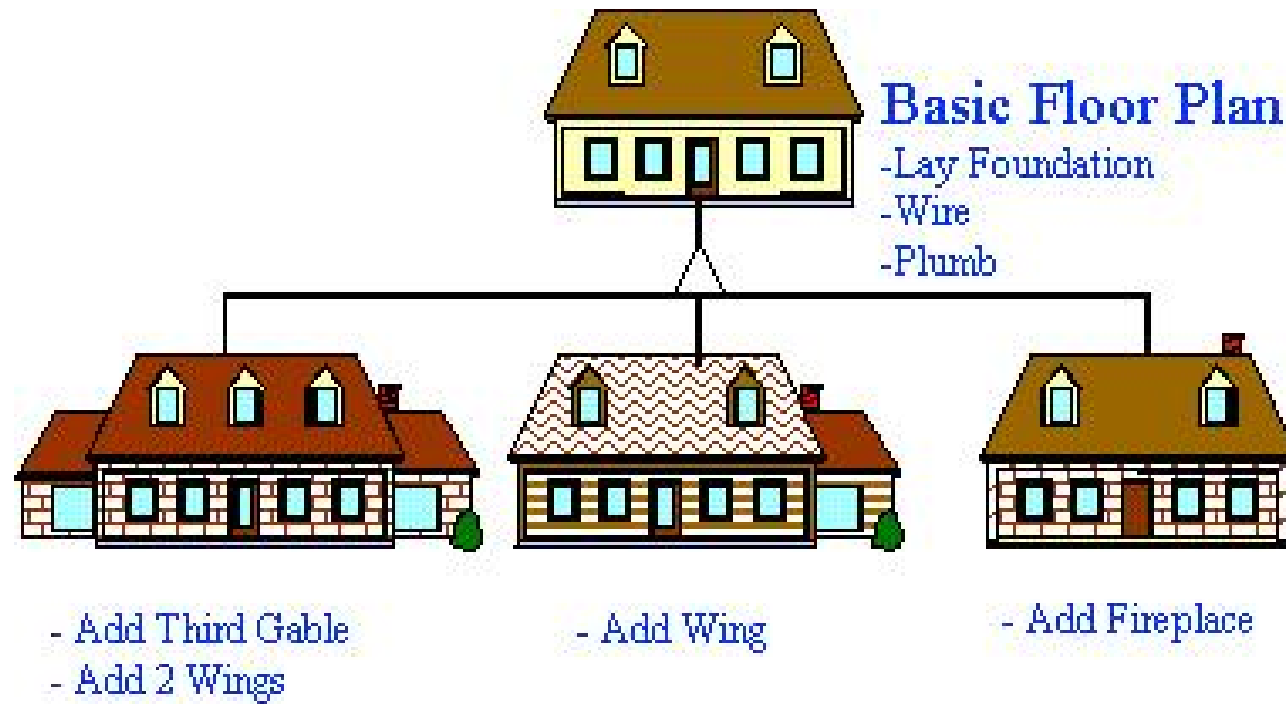 Basic Floor Plan
-Lay Foundation
-Wire
-Plumb
- Add Third Gable
- Add 2 Wings
- Add Wing
- Add Fireplace